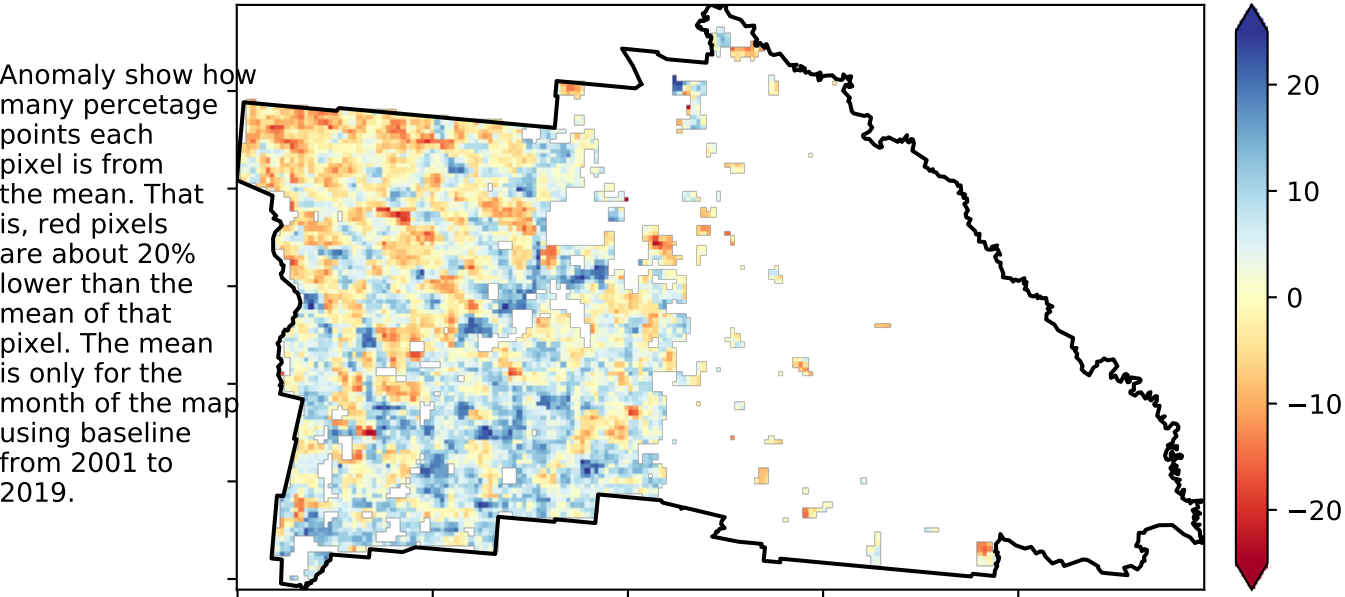 Anomaly show how
many percetage
points each
pixel is from
the mean. That
is, red pixels
are about 20%
lower than the
mean of that
pixel. The mean
is only for the
month of the map
using baseline
from 2001 to
2019.
20
10
0
−10
−20